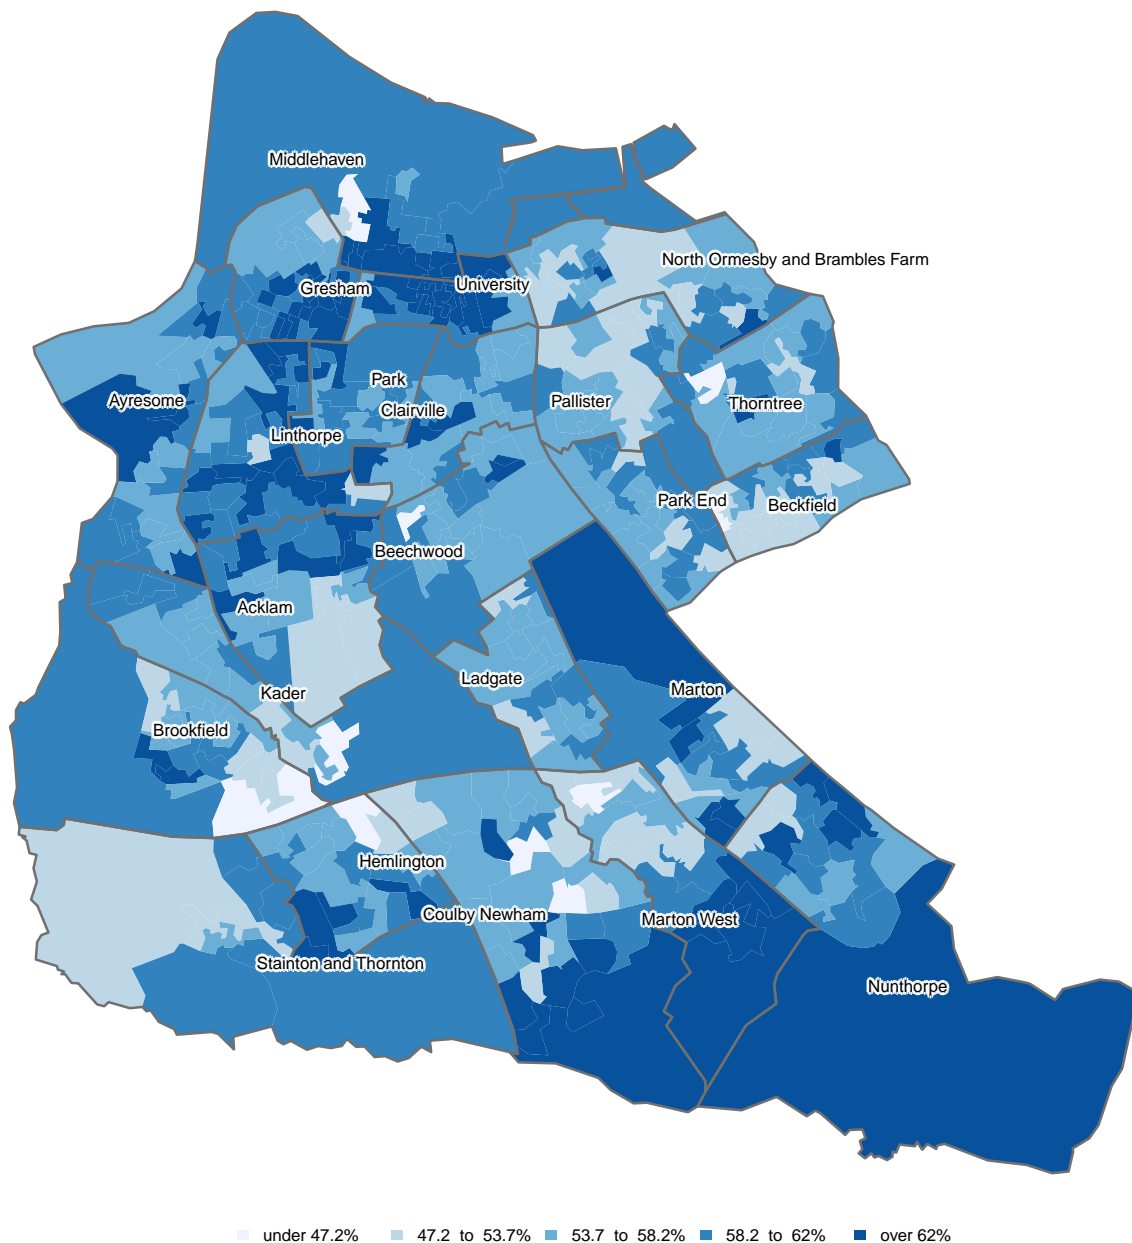 Middlehaven
North Ormesby and Brambles Farm
Gresham
University
Park
Ayresome
Clairville
Pallister
Thorntree
Linthorpe
Park End
Beckfield
Beechwood
Acklam
Ladgate
Marton
Kader
Brookfield
Hemlington
Coulby Newham
Marton West
Stainton and Thornton
Nunthorpe
under 47.2% 47.2 to 53.7% 53.7 to 58.2% 58.2 to 62% over 62%